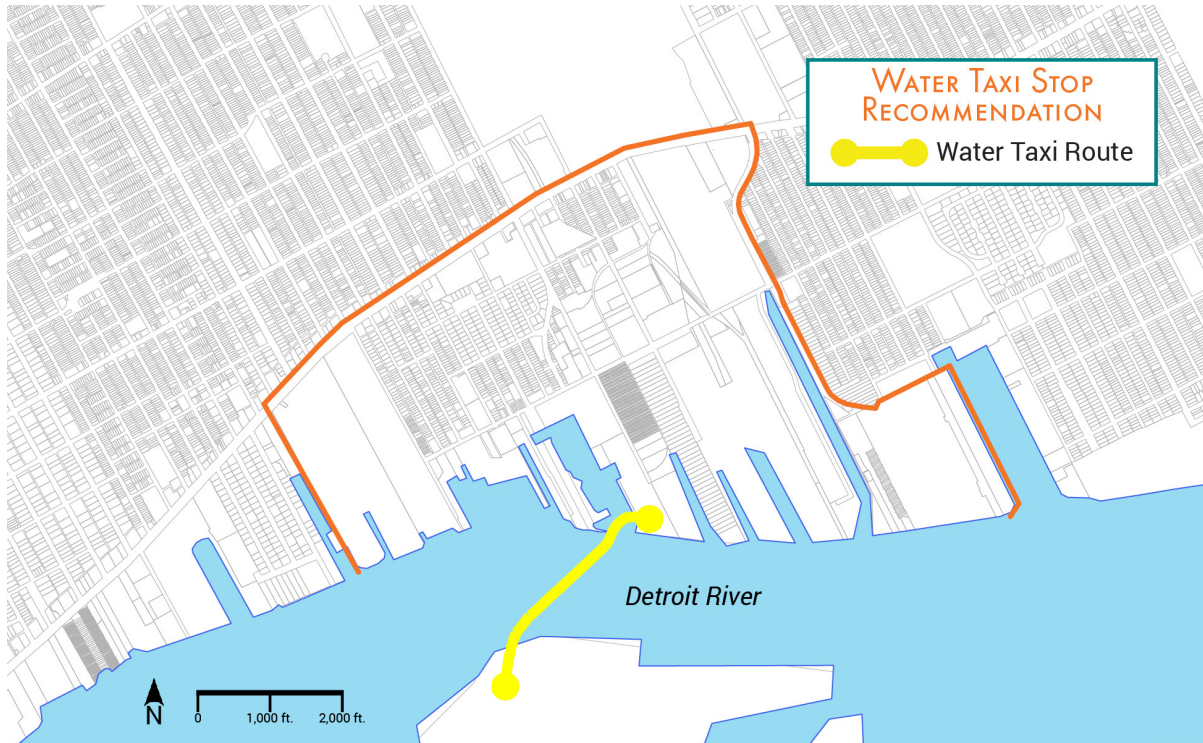 WATER TAXI STOP
RECOMMENDATION
Water Taxi Route
Detroit River
N
0 1,000 ft. 2,000 ft.